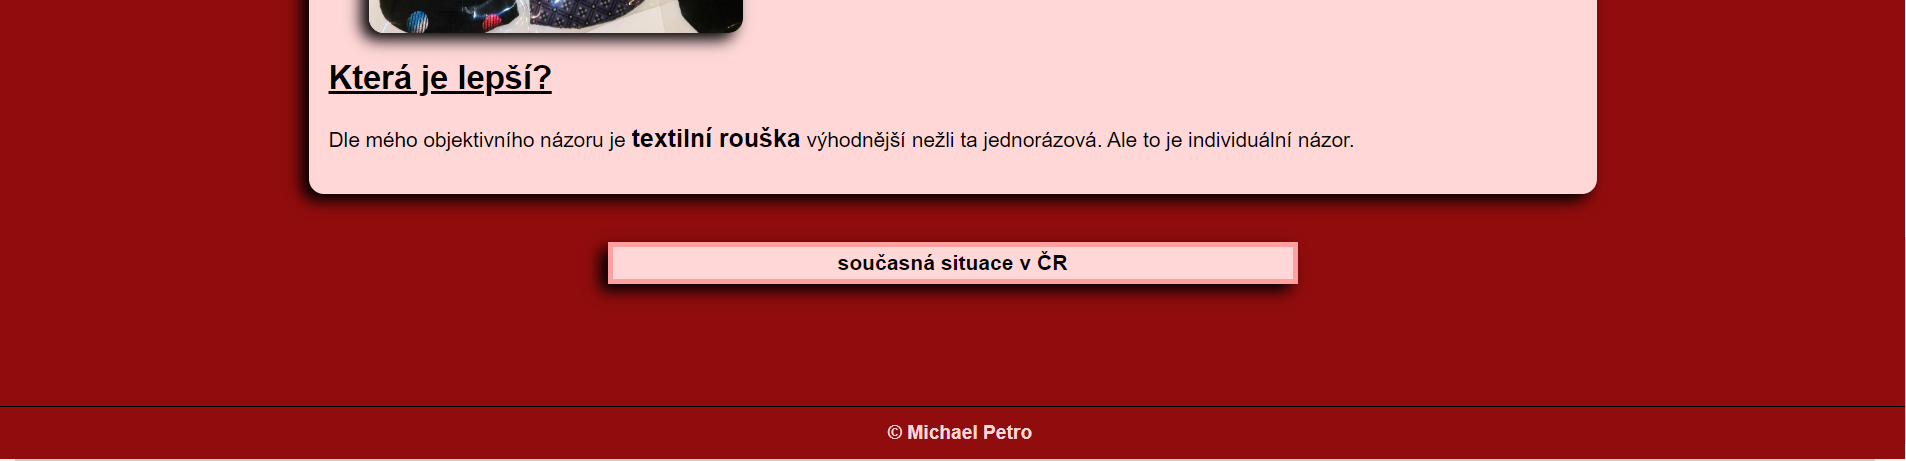 Která je lepší?
Dle mého objektivního názoru je textilní rouška výhodnější nežli ta jednorázová. Ale to je individuální názor.
současná situace v ČR
© Michael Petro